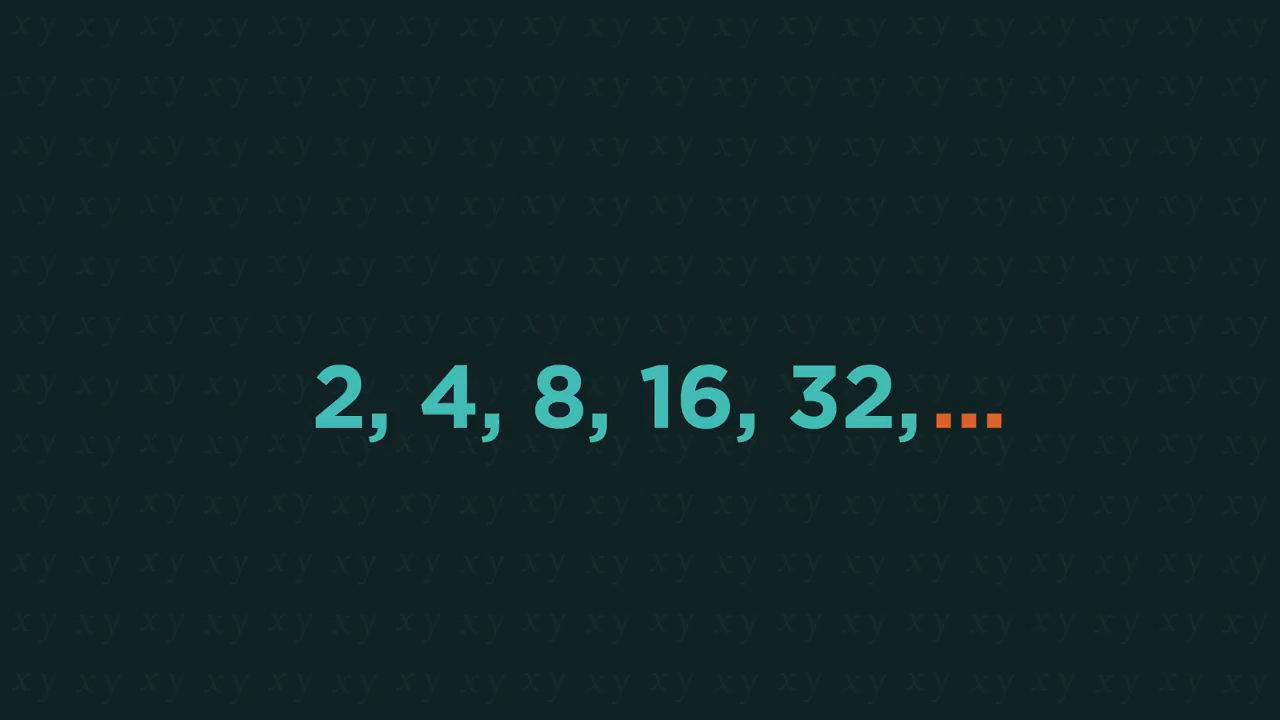 2, 4, 8, 16, 32, ...